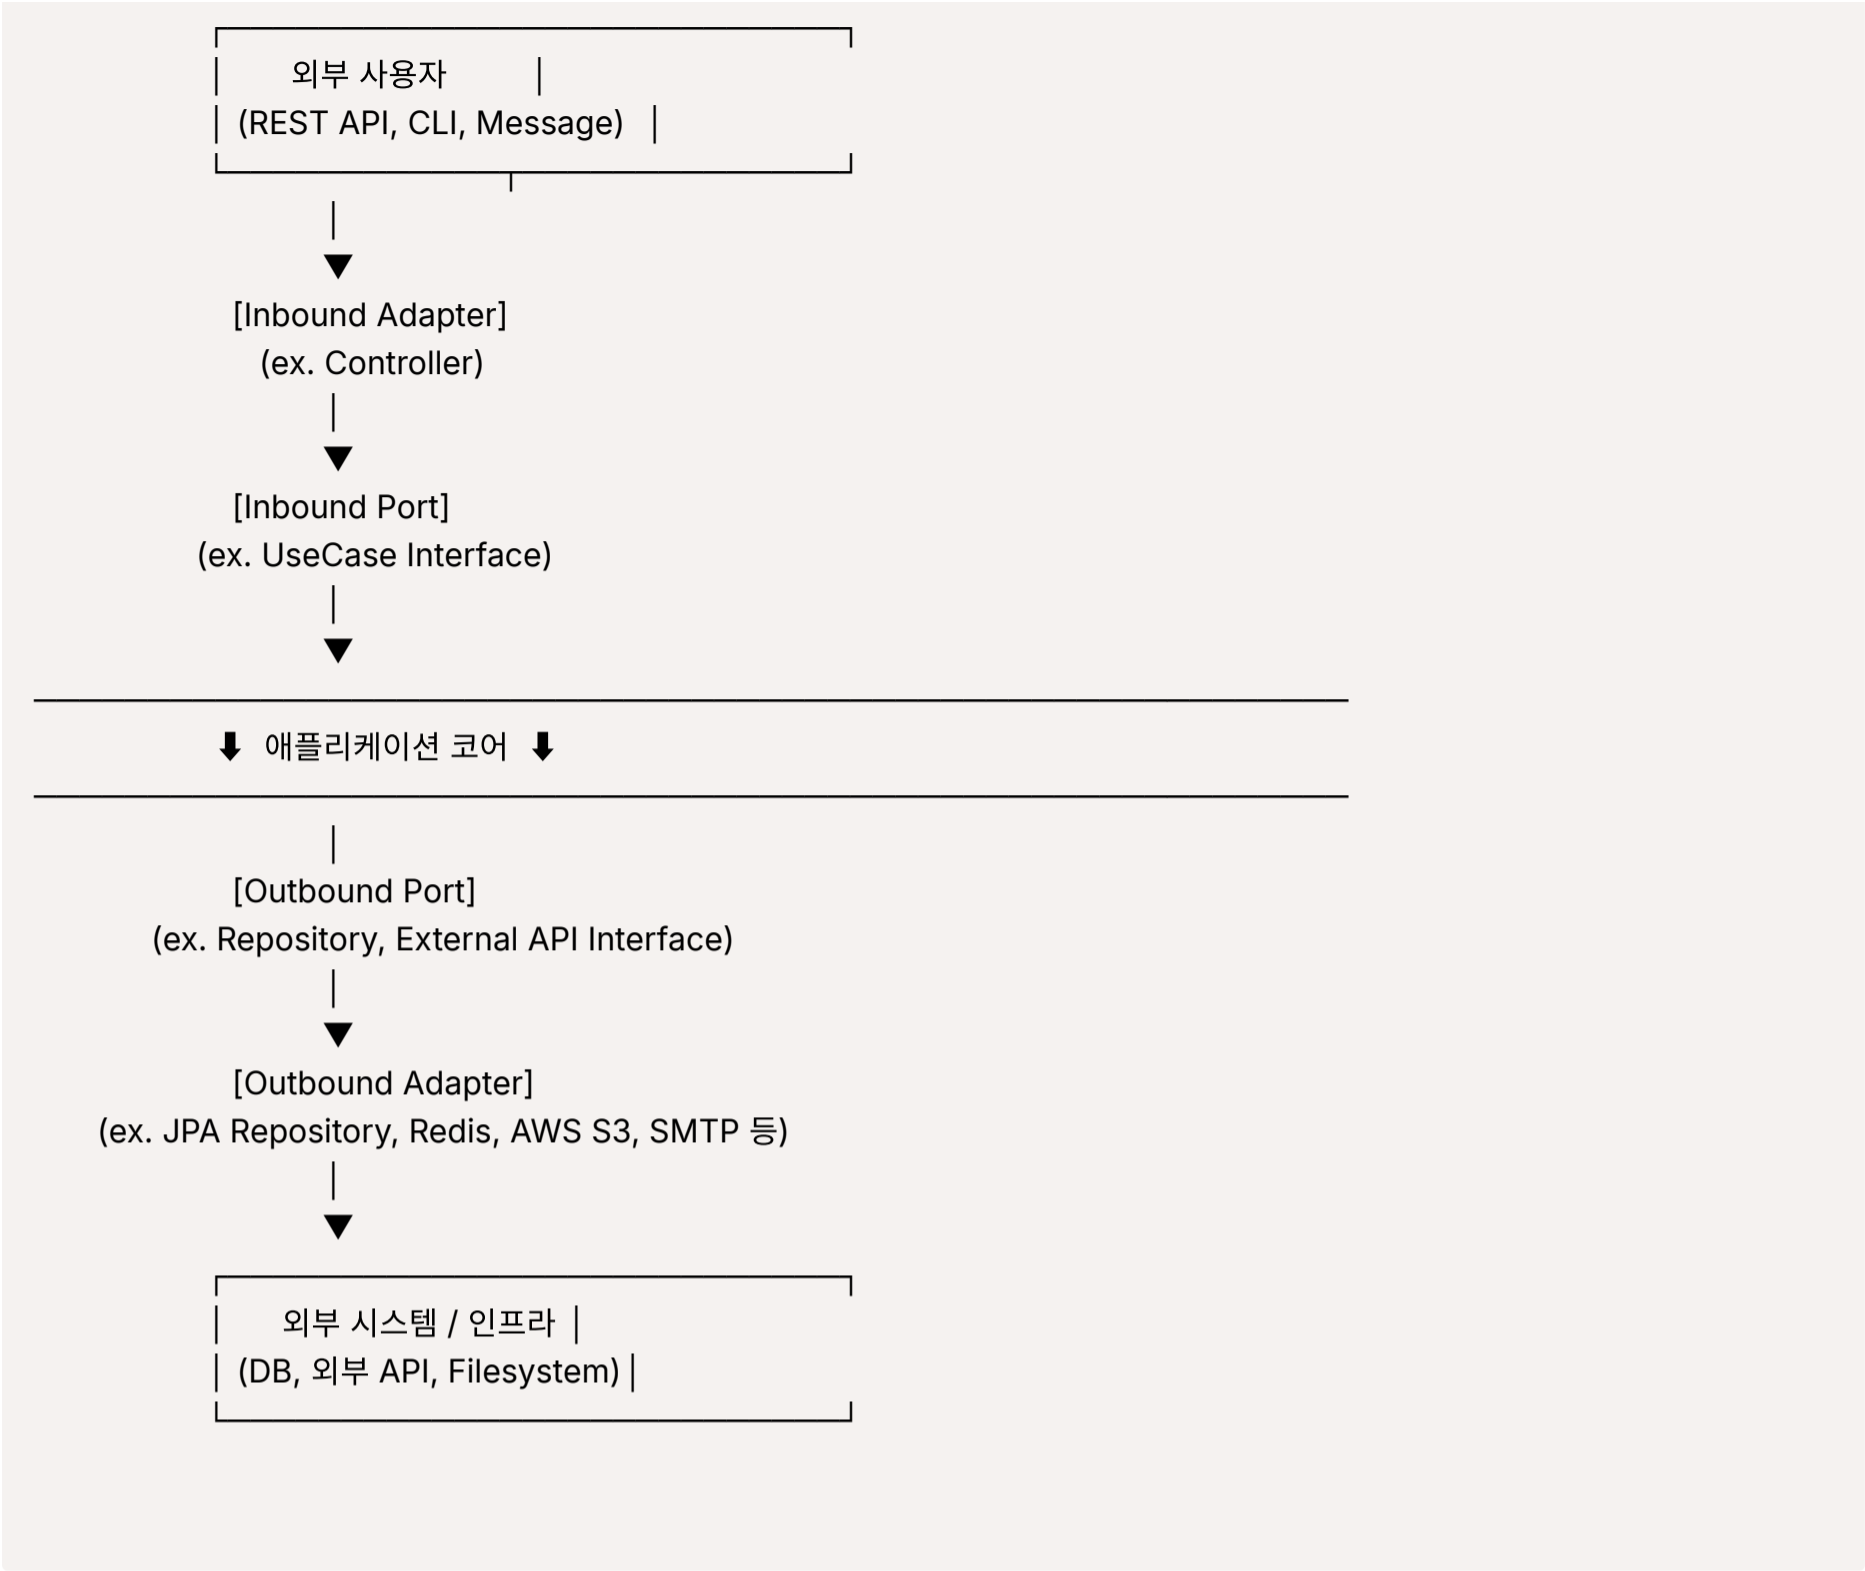 외부 사용자
(REST API, CLI, Message)
[Inbound Adapter]
(ex. Controller)
[Inbound Port]
(ex. UseCase Interface)
⬇ 애플리케이션 코어 ⬇
[Outbound Port]
(ex. Repository, External API Interface)
[Outbound Adapter]
(ex. JPA Repository, Redis, AWS S3, SMTP 등)
외부 시스템 / 인프라
(DB, 외부 API, Filesystem)